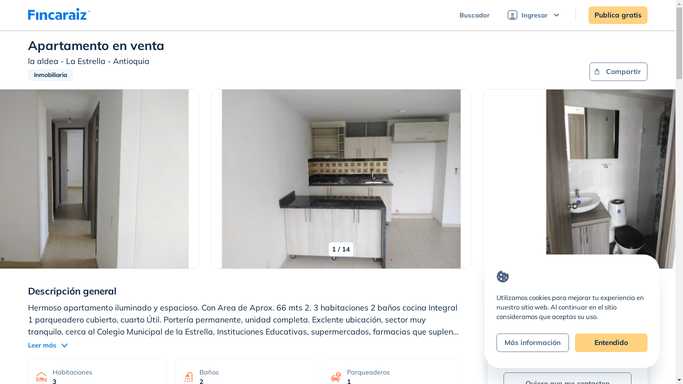 Fincaraiz
Buscador
Ingresar
Publica gratis
Apartamento en venta
la aldea - La Estrella - Antioquia
Inmobiliaria
Compartir
1 / 14
Descripción general
Hermoso apartamento iluminado y espacioso. Con Area de Aprox. 66 mts 2. 3 habitaciones 2 baños cocina Integral
1 parqueadero cubierto, cuarto Útil. Portería permanente, unidad completa. Exclente ubicación, sector muy
tranquilo, cerca al Colegio Municipal de la Estrella, Instituciones Educativas, supermercados, farmacias que suplen...
Leer más
Habitaciones
3
Baños
2
Parqueaderos
1
Utilizamos cookies para mejorar tu experiencia en
nuestro sitio web. Al continuar en el sitio
consideramos que aceptas su uso.
Más información
Entendido
Quiero que me contacten